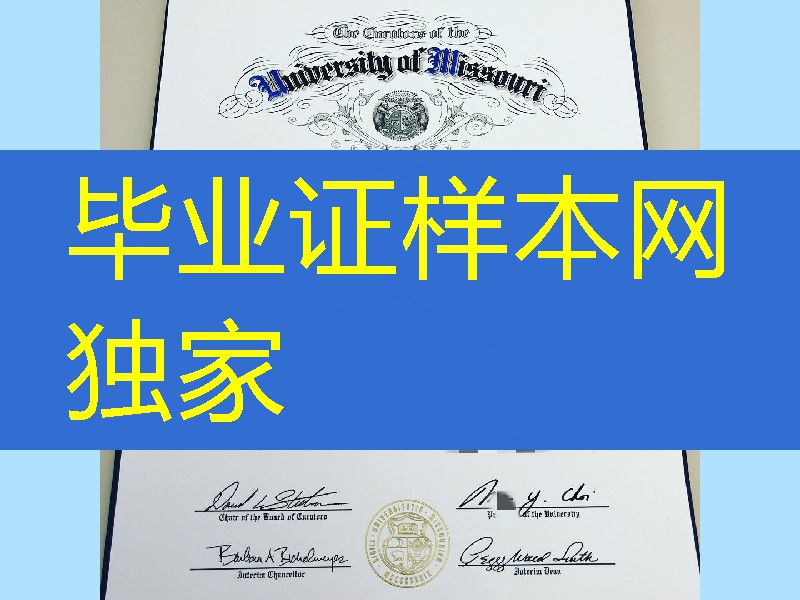 The Curators of the
University of Missouri
毕业证样本网
独家
Chair of the Board of Curators
of the University
Interim Chancellor
Interim Dean